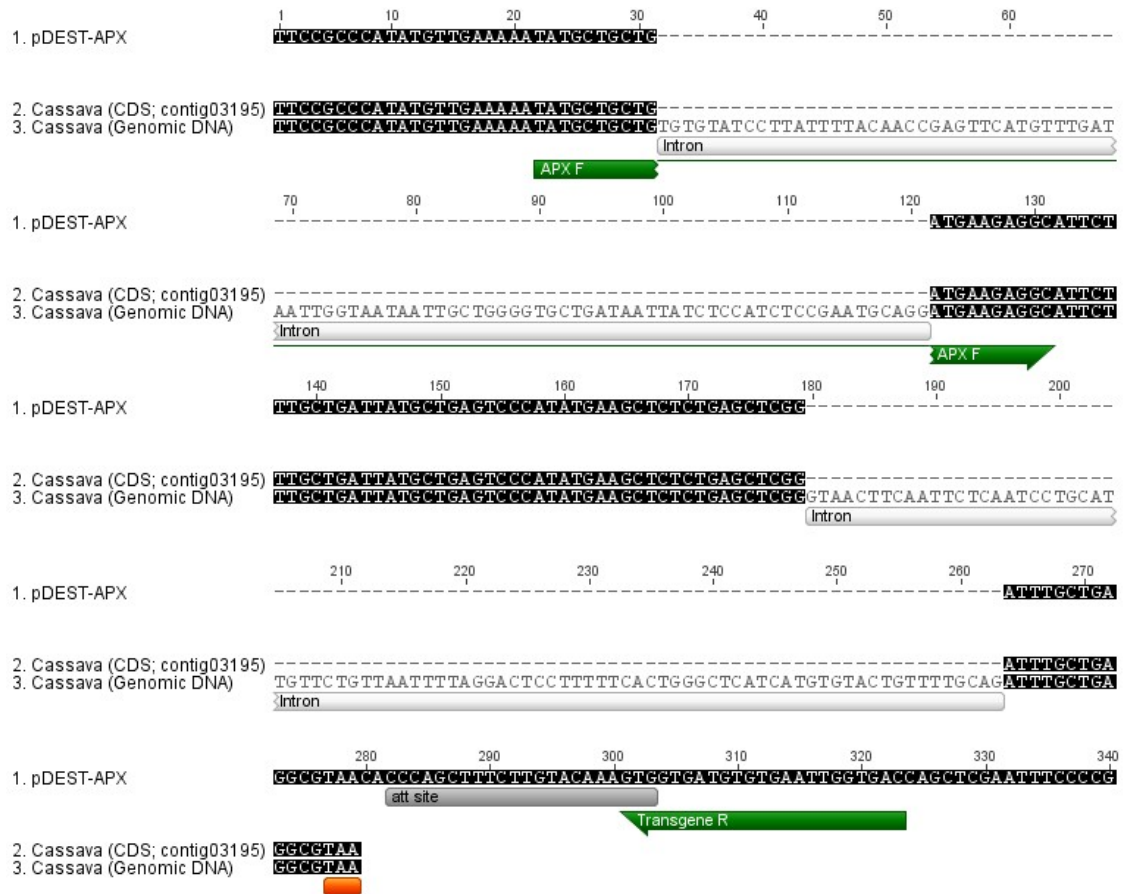 1 10 20 30 40 50 60
1. pDEST-APX TTCCGCCCATATGTTGAAAAATATGCTGCTG-------------------------------------
2. Cassava (CDS; contig03195) TTCCGCCCATATGTTGAAAAATATGCTGCTG-------------------------------------
3. Cassava (Genomic DNA) TTCCGCCCATATGTTGAAAAATATGCTGCTGTGTGTATCCTTATTTTACAACCGAGTTCATGTTTGAT
Intron
APX F
70 80 90 100 110 120 130
1. pDEST-APX -----------------------------------------------------ATGAAGAGGCATTCT
2. Cassava (CDS; contig03195) -----------------------------------------------------ATGAAGAGGCATTCT
3. Cassava (Genomic DNA) AATTGGTAATAATTGCTGGGGTGCTGATAATTATCTCCATCTCCGAATGCAGGATGAAGAGGCATTCT
Intron
APX F
140 150 160 170 180 190 200
1. pDEST-APX TTGCTGATTATGCTGAGTCCCATATGAAGCTCTCTGAGCTCGG-------------------------
2. Cassava (CDS; contig03195) TTGCTGATTATGCTGAGTCCCATATGAAGCTCTCTGAGCTCGG-------------------------
3. Cassava (Genomic DNA) TTGCTGATTATGCTGAGTCCCATATGAAGCTCTCTGAGCTCGGGTAACTTCAATTCTCAATCCTGCAT
Intron
210 220 230 240 250 260 270
1. pDEST-APX -----------------------------------------------------------ATTTGCTGA
2. Cassava (CDS; contig03195) -----------------------------------------------------------ATTTGCTGA
3. Cassava (Genomic DNA) TGTTCTGTTAATTTTAGGACTCCTTTTTCACTGGGCTCATCATGTGTACTGTTTTGCAGATTTGCTGA
Intron
280 290 300 310 320 330 340
1. pDEST-APX GGCGTAACACCCAGCTTTCTTGTACAAAGTGGTGATGTGTGAATTGGTGACCAGCTCGAATTTCCCCG
att site
Transgene R
2. Cassava (CDS; contig03195) GGCGTAA
3. Cassava (Genomic DNA) GGCGTAA